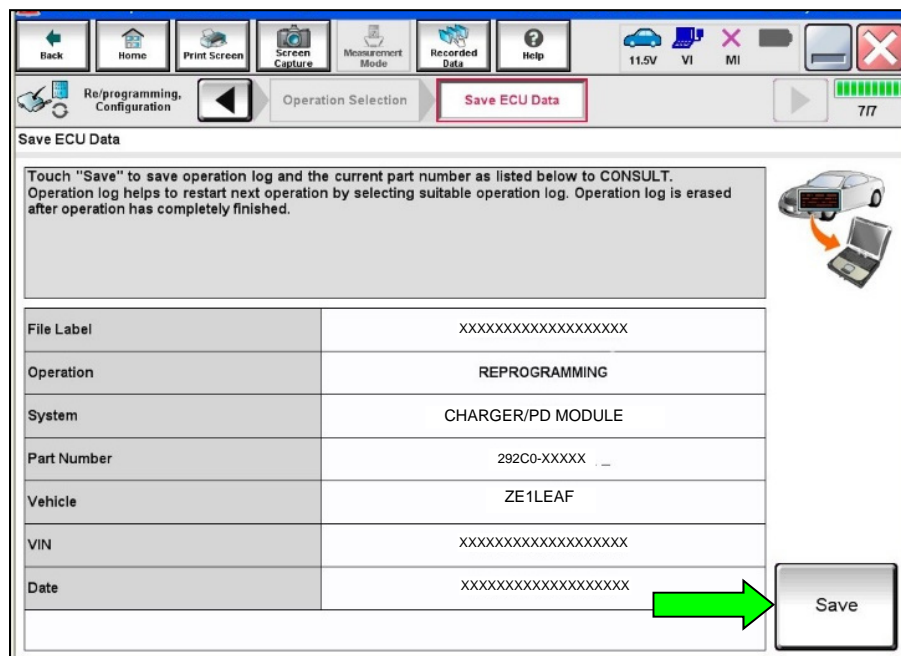 Back
Home
Print Screen
Screen
Capture
Measurement
Mode
Recorded
Data
Help
11.5V
VI
MI
Re/programming,
Configuration
Operation Selection
Save ECU Data
7/7
Save ECU Data
Touch "Save" to save operation log and the current part number as listed below to CONSULT.
Operation log helps to restart next operation by selecting suitable operation log. Operation log is erased
after operation has completely finished.
File Label
XXXXXXXXXXXXXXXXXXX
Operation
REPROGRAMMING
System
CHARGER/PD MODULE
Part Number
292C0-XXXXX _
Vehicle
ZE1LEAF
VIN
XXXXXXXXXXXXXXXXXXX
Date
XXXXXXXXXXXXXXXXXXX
Save